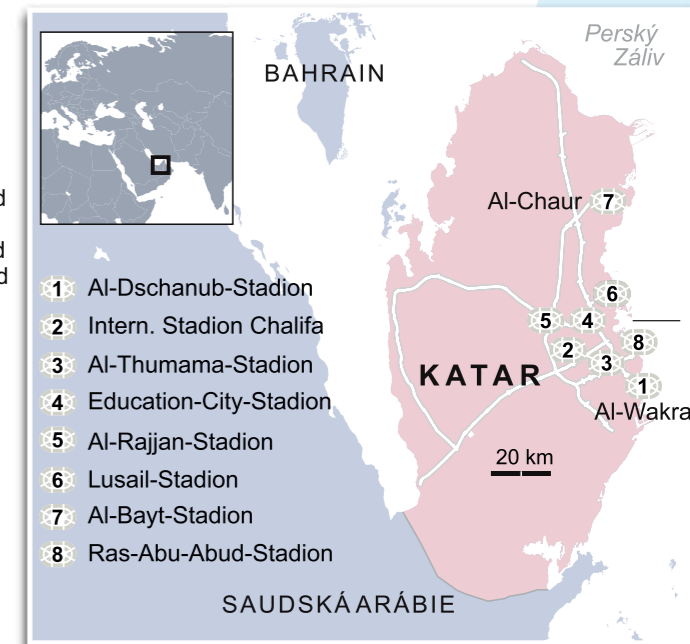 Perský
Záliv
BAHRAIN
d
d
d
Al-Chaur 7
1 Al-Dschanub-Stadion
2 Intern. Stadion Chalifa
3 Al-Thumama-Stadion
4 Education-City-Stadion
5 Al-Rajjan-Stadion
6 Lusail-Stadion
7 Al-Bayt-Stadion
8 Ras-Abu-Abud-Stadion
6
5 4
8
2
3
KATAR
1
Al-Wakra
20 km
SAUDSKÁ ARÁBIE